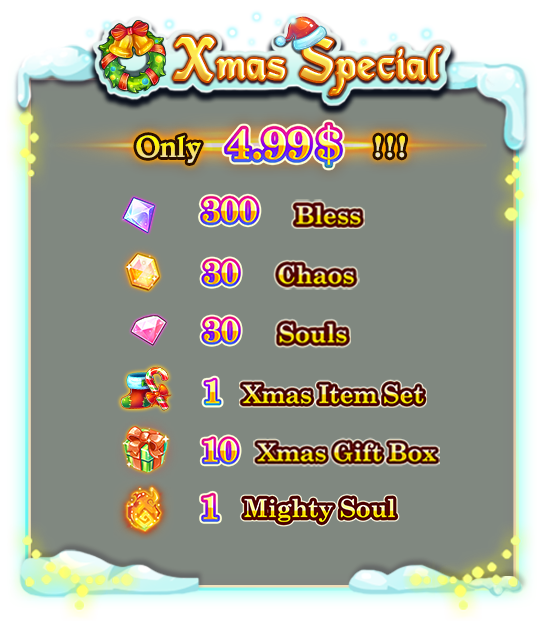 Xmas Special
Only 4.99$ !!!
300 Bless
30 Chaos
30 Souls
1 Xmas Item Set
10 Xmas Gift Box
1 Mighty Soul